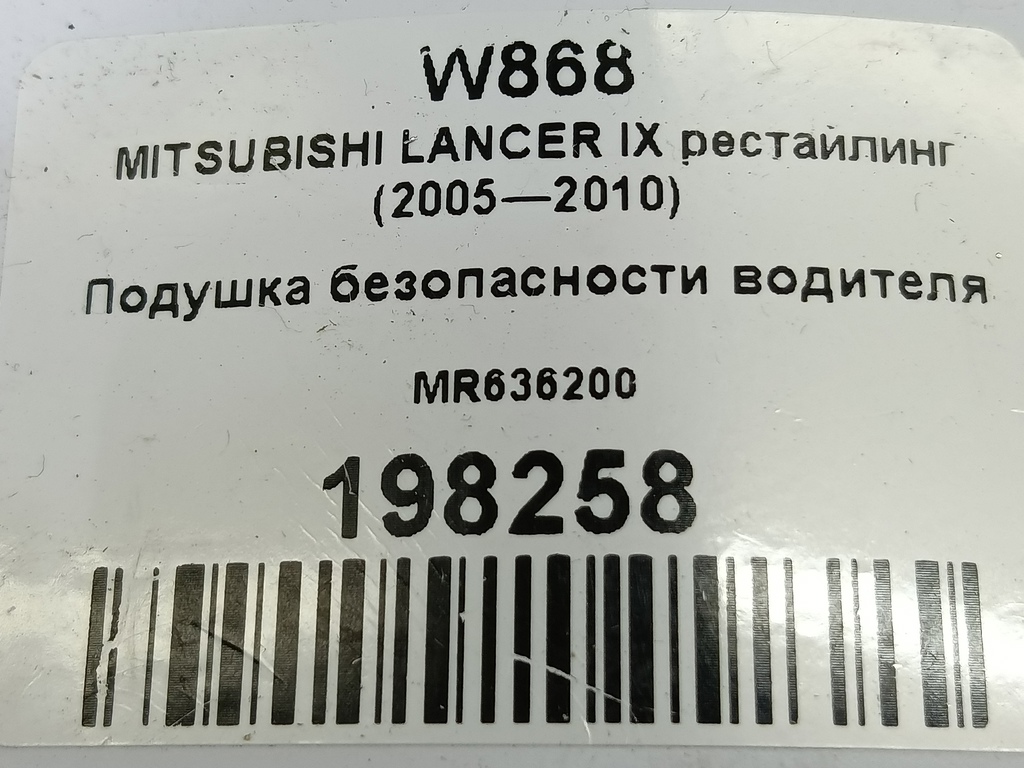 W868
MITSUBISHI LANCER IX рестайлинг
(2005—2010)
Подушка безопасности водителя
MR636200
198258